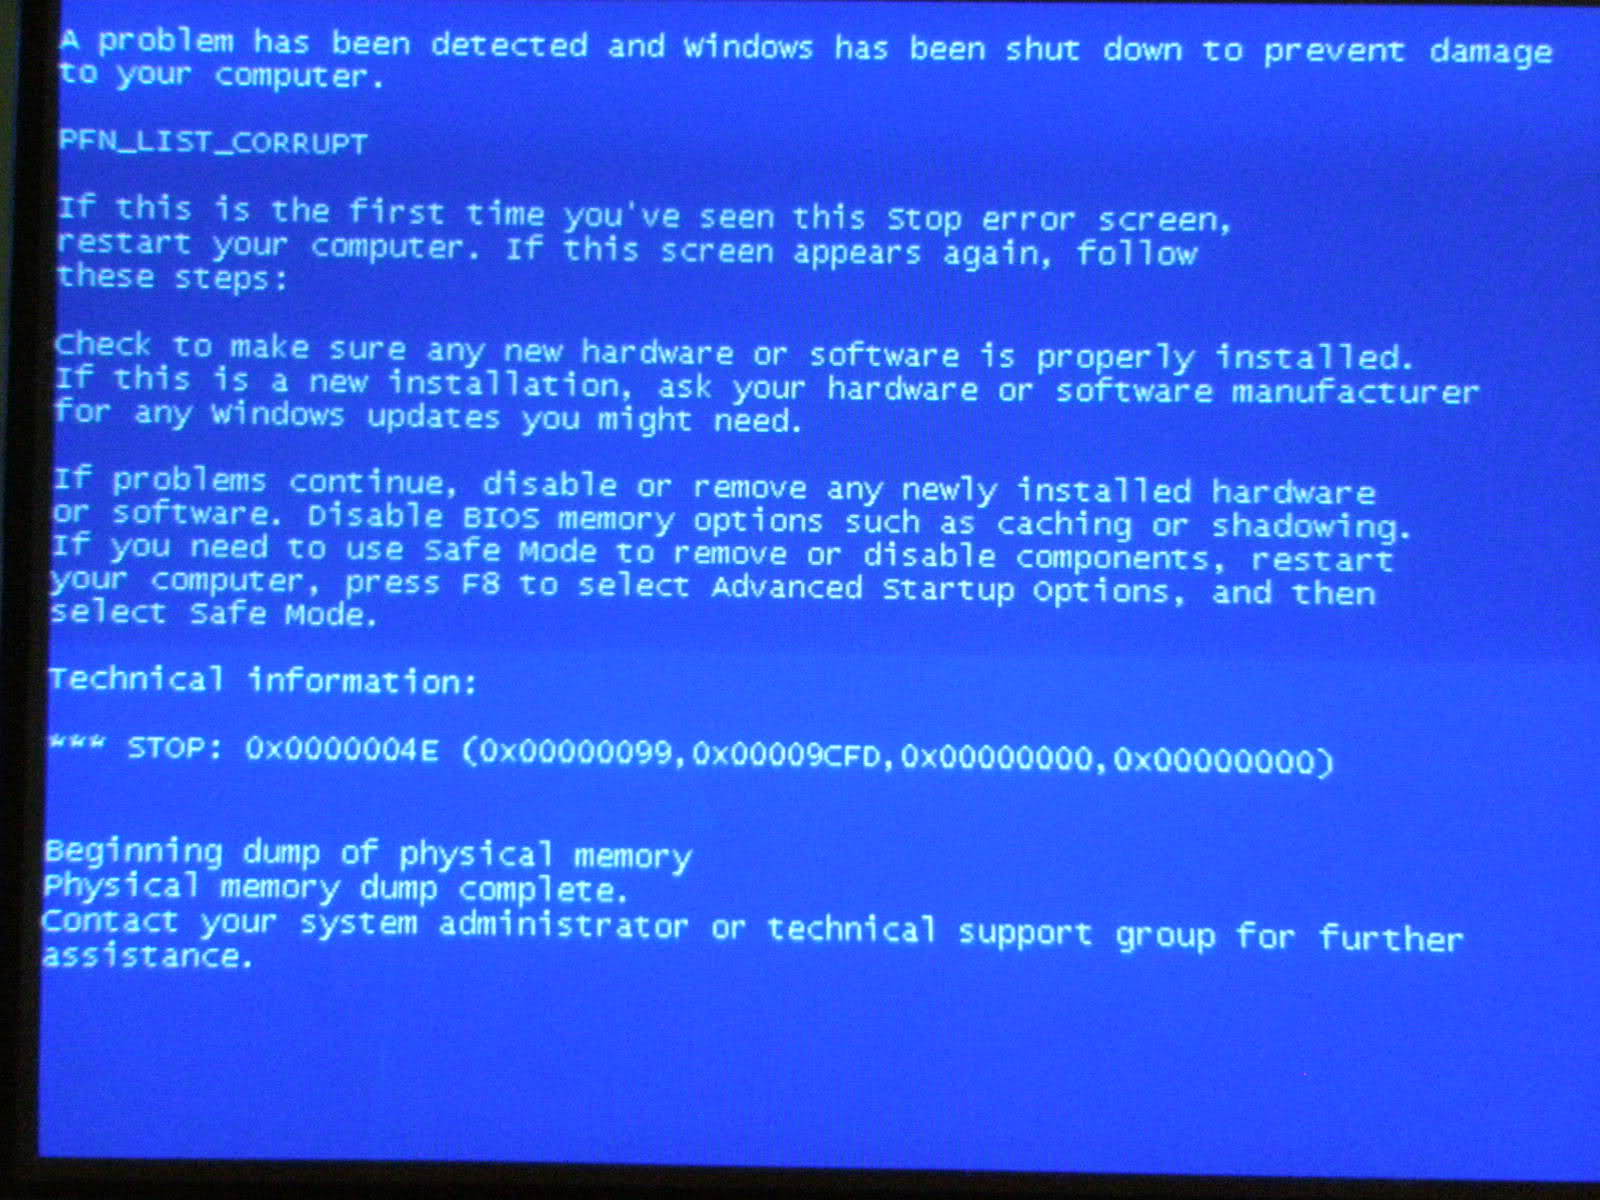 A problem has been detected and windows has been shut down to prevent damage
to your computer.
PFN_LIST_CORRUPT
If this is the first time you've seen this Stop error screen,
restart your computer. If this screen appears again, follow
these steps:
Check to make sure any new hardware or software is properly installed.
If this is a new installation, ask your hardware or software manufacturer
for any windows updates you might need.
If problems continue, disable or remove any newly installed hardware
or software. Disable BIOS memory options such as caching or shadowing.
If you need to use Safe Mode to remove or disable components, restart
your computer, press F8 to select Advanced Startup Options, and then
select Safe Mode.
Technical information:
*** STOP: 0x0000004E (0x00000099,0x00009CFD,0x00000000,0x00000000)
Beginning dump of physical memory
Physical memory dump complete.
Contact your system administrator or technical support group for further
assistance.